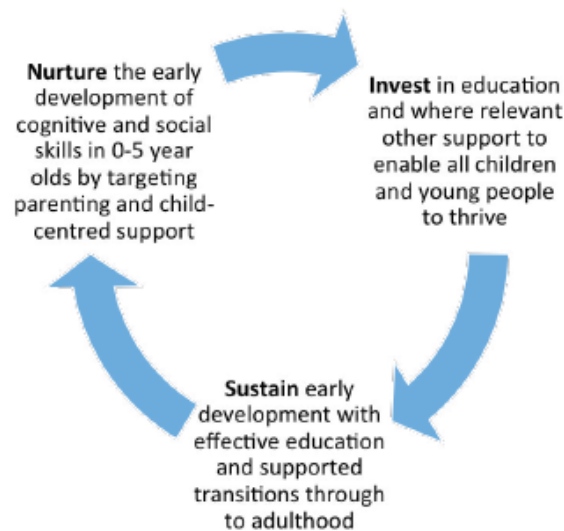 Nurture the early
development of
cognitive and social
skills in 0-5 year
olds by targeting
parenting and child-
centred support
Invest in education
and where relevant
other support to
enable all children
and young people
to thrive
Sustain early
development with
effective education
and supported
transitions through
to adulthood